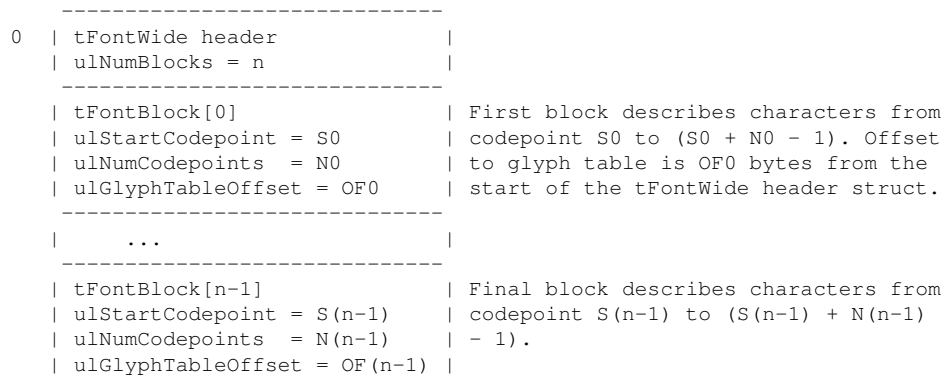 ------------------------------
0  | tFontWide header             |
   | ulNumBlocks = n              |
    ------------------------------
   | tFontBlock[0]                | First block describes characters from
   | ulStartCodepoint = S0        | codepoint S0 to (S0 + N0 - 1). Offset
   | ulNumCodepoints  = N0        | to glyph table is OF0 bytes from the
   | ulGlyphTableOffset = OF0     | start of the tFontWide header struct.
    ------------------------------
   |     ...                      |
    ------------------------------
   | tFontBlock[n-1]              | Final block describes characters from
   | ulStartCodepoint = S(n-1)    | codepoint S(n-1) to (S(n-1) + N(n-1)
   | ulNumCodepoints  = N(n-1)    | - 1).
   | ulGlyphTableOffset = OF(n-1) |